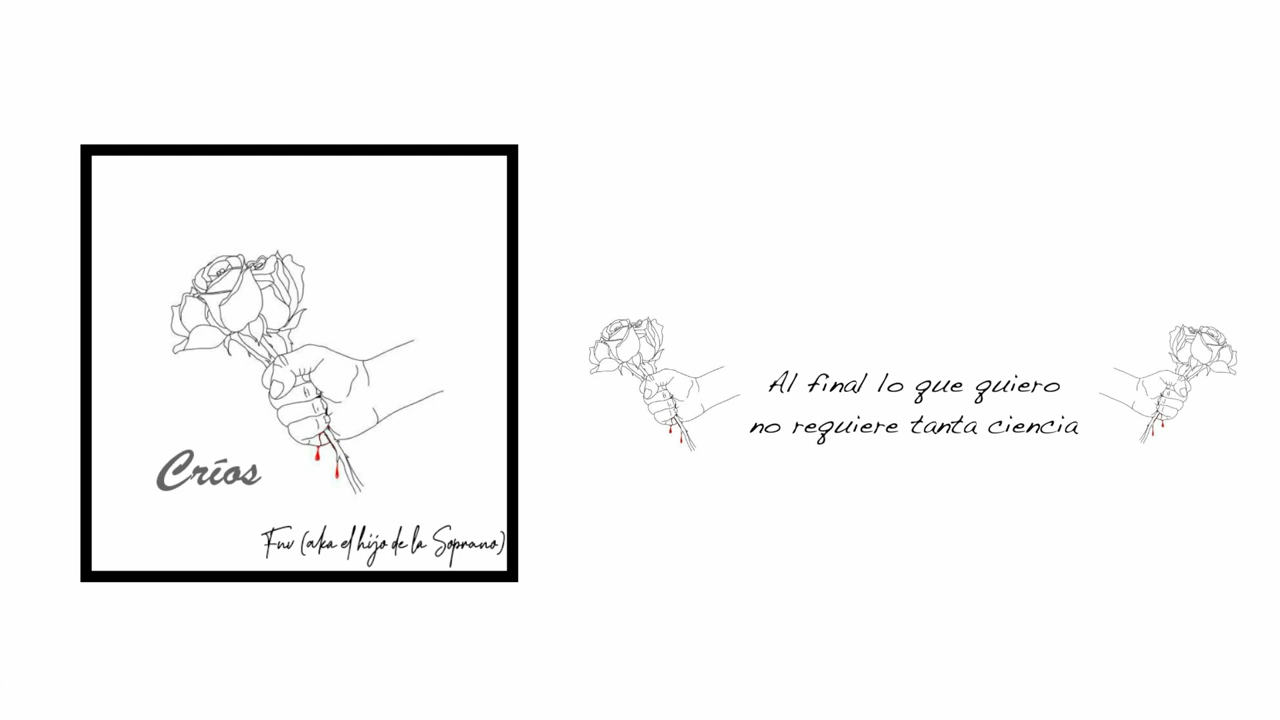 Críos
Fnv (aka el hijo de la Soprano)
Al final lo que quiero
no requiere tanta ciencia